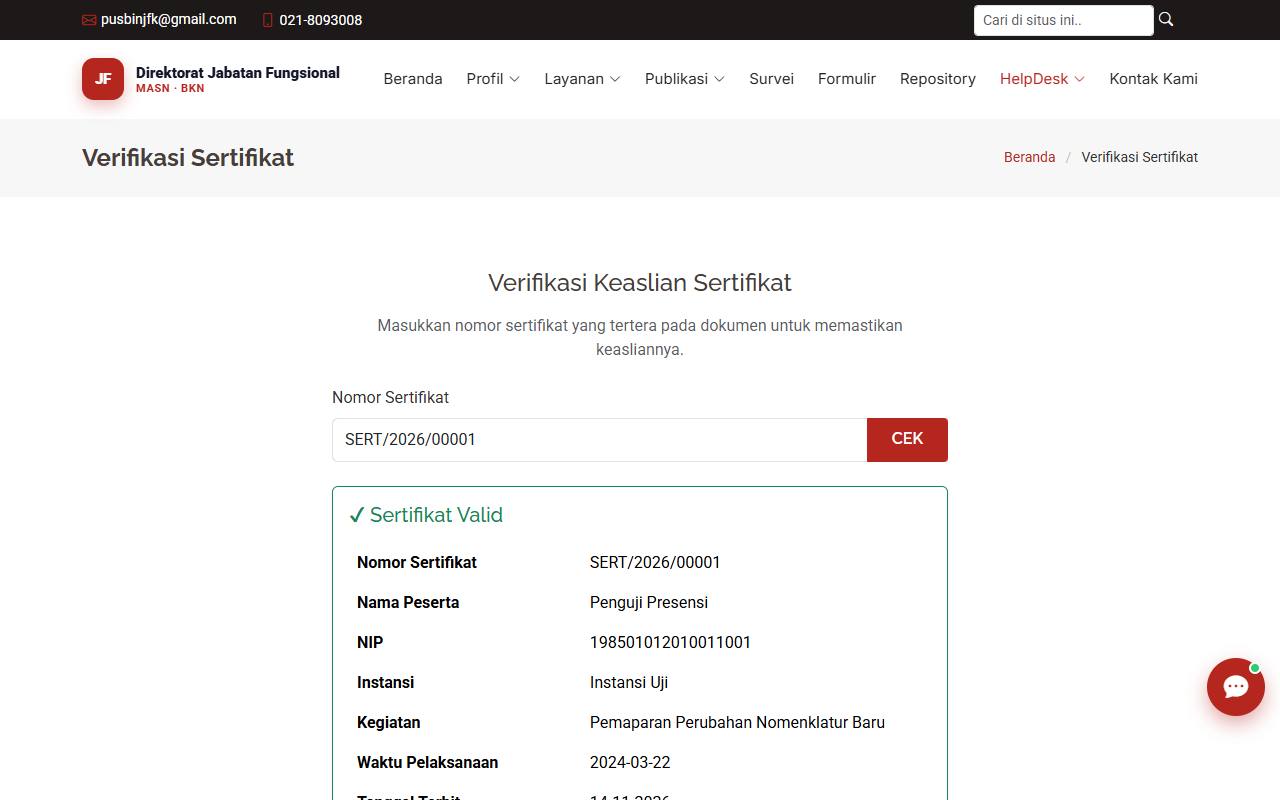 pusbinjfk@gmail.com
021-8093008
Cari di situs ini..
JF
Direktorat Jabatan Fungsional
MASN · BKN
Beranda
Profil
Layanan
Publikasi
Survei
Formulir
Repository
HelpDesk
Kontak Kami
Verifikasi Sertifikat
Beranda / Verifikasi Sertifikat
Verifikasi Keaslian Sertifikat
Masukkan nomor sertifikat yang tertera pada dokumen untuk memastikan
keasliannya.
Nomor Sertifikat
SERT/2026/00001
CEK
✓ Sertifikat Valid
Nomor Sertifikat SERT/2026/00001
Nama Peserta Penguji Presensi
NIP 198501012010011001
Instansi Instansi Uji
Kegiatan Pemaparan Perubahan Nomenklatur Baru
Waktu Pelaksanaan 2024-03-22